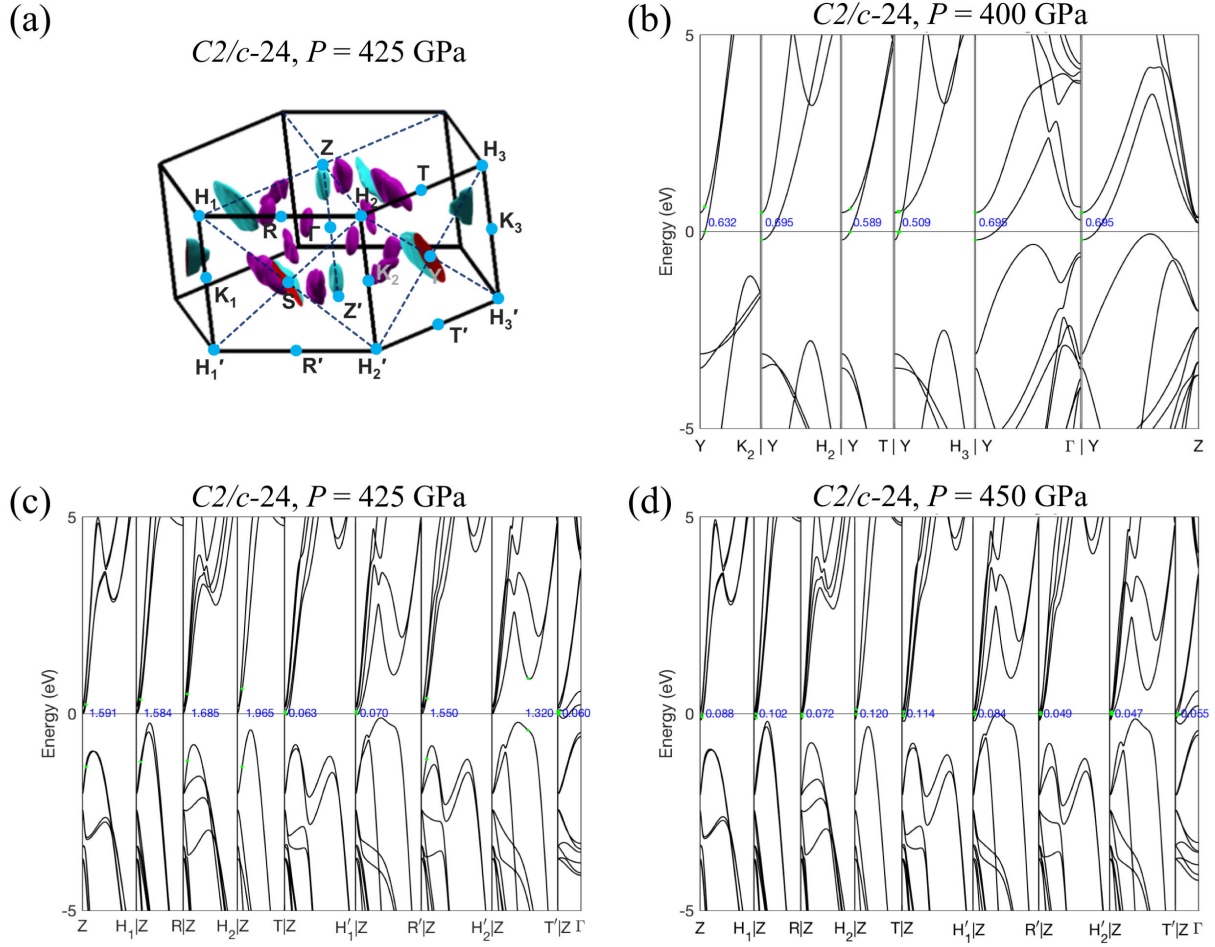 (a)
C2/c-24, P = 425 GPa
Z
H3
T
H1
H2
R
Γ
K3
K1
K2
Y
S
Z′
H3′
T′
H1′
R′
H2′
(b)
C2/c-24, P = 400 GPa
5
Energy (eV)
0
-5
0.632
0.695
0.589
0.509
0.695
0.695
Y
K2 | Y
H2 | Y
T | Y
H3 | Y
Γ | Y
Z
(c)
C2/c-24, P = 425 GPa
5
Energy (eV)
0
-5
1.591
1.584
1.685
1.965
0.063
0.070
1.550
1.320
0.060
Z
H1|Z
R|Z
H2|Z
T|Z
H′1|Z
R′|Z
H′2|Z
T′|Z
Γ
(d)
C2/c-24, P = 450 GPa
5
Energy (eV)
0
-5
0.088
0.102
0.072
0.120
0.114
0.084
0.049
0.047
0.055
Z
H1|Z
R|Z
H2|Z
T|Z
H′1|Z
R′|Z
H′2|Z
T′|Z
Γ